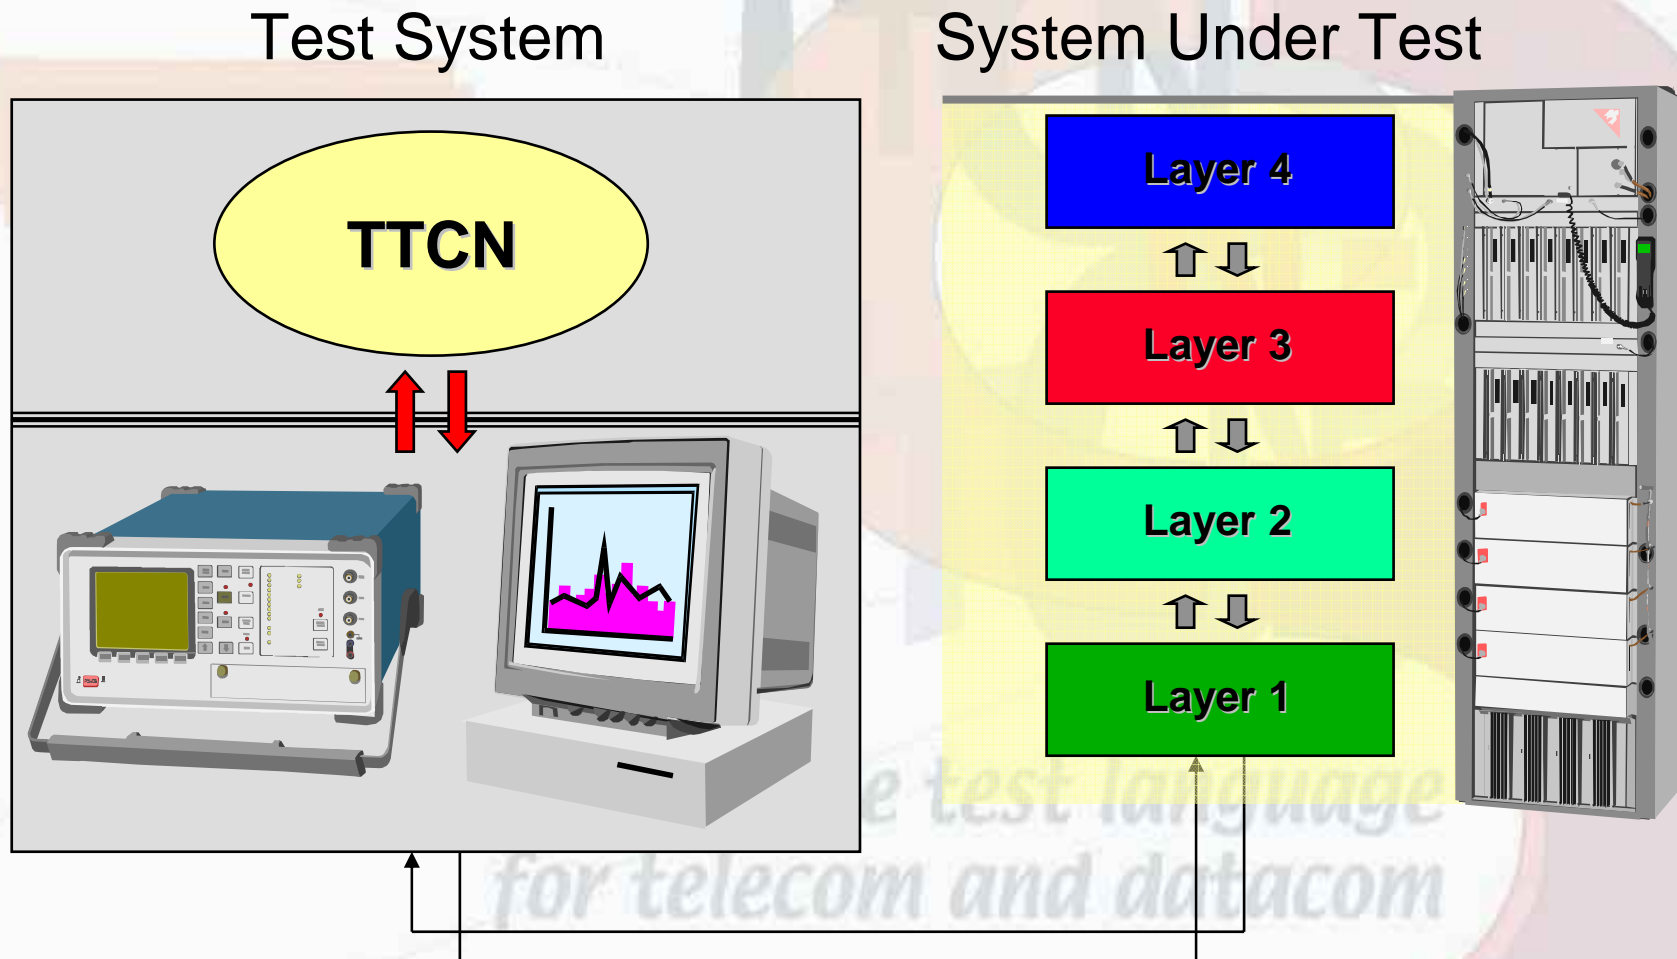 Test System
System Under Test
TTCN
Layer 4
Layer 3
Layer 2
Layer 1
e test language
for telecom and datacom